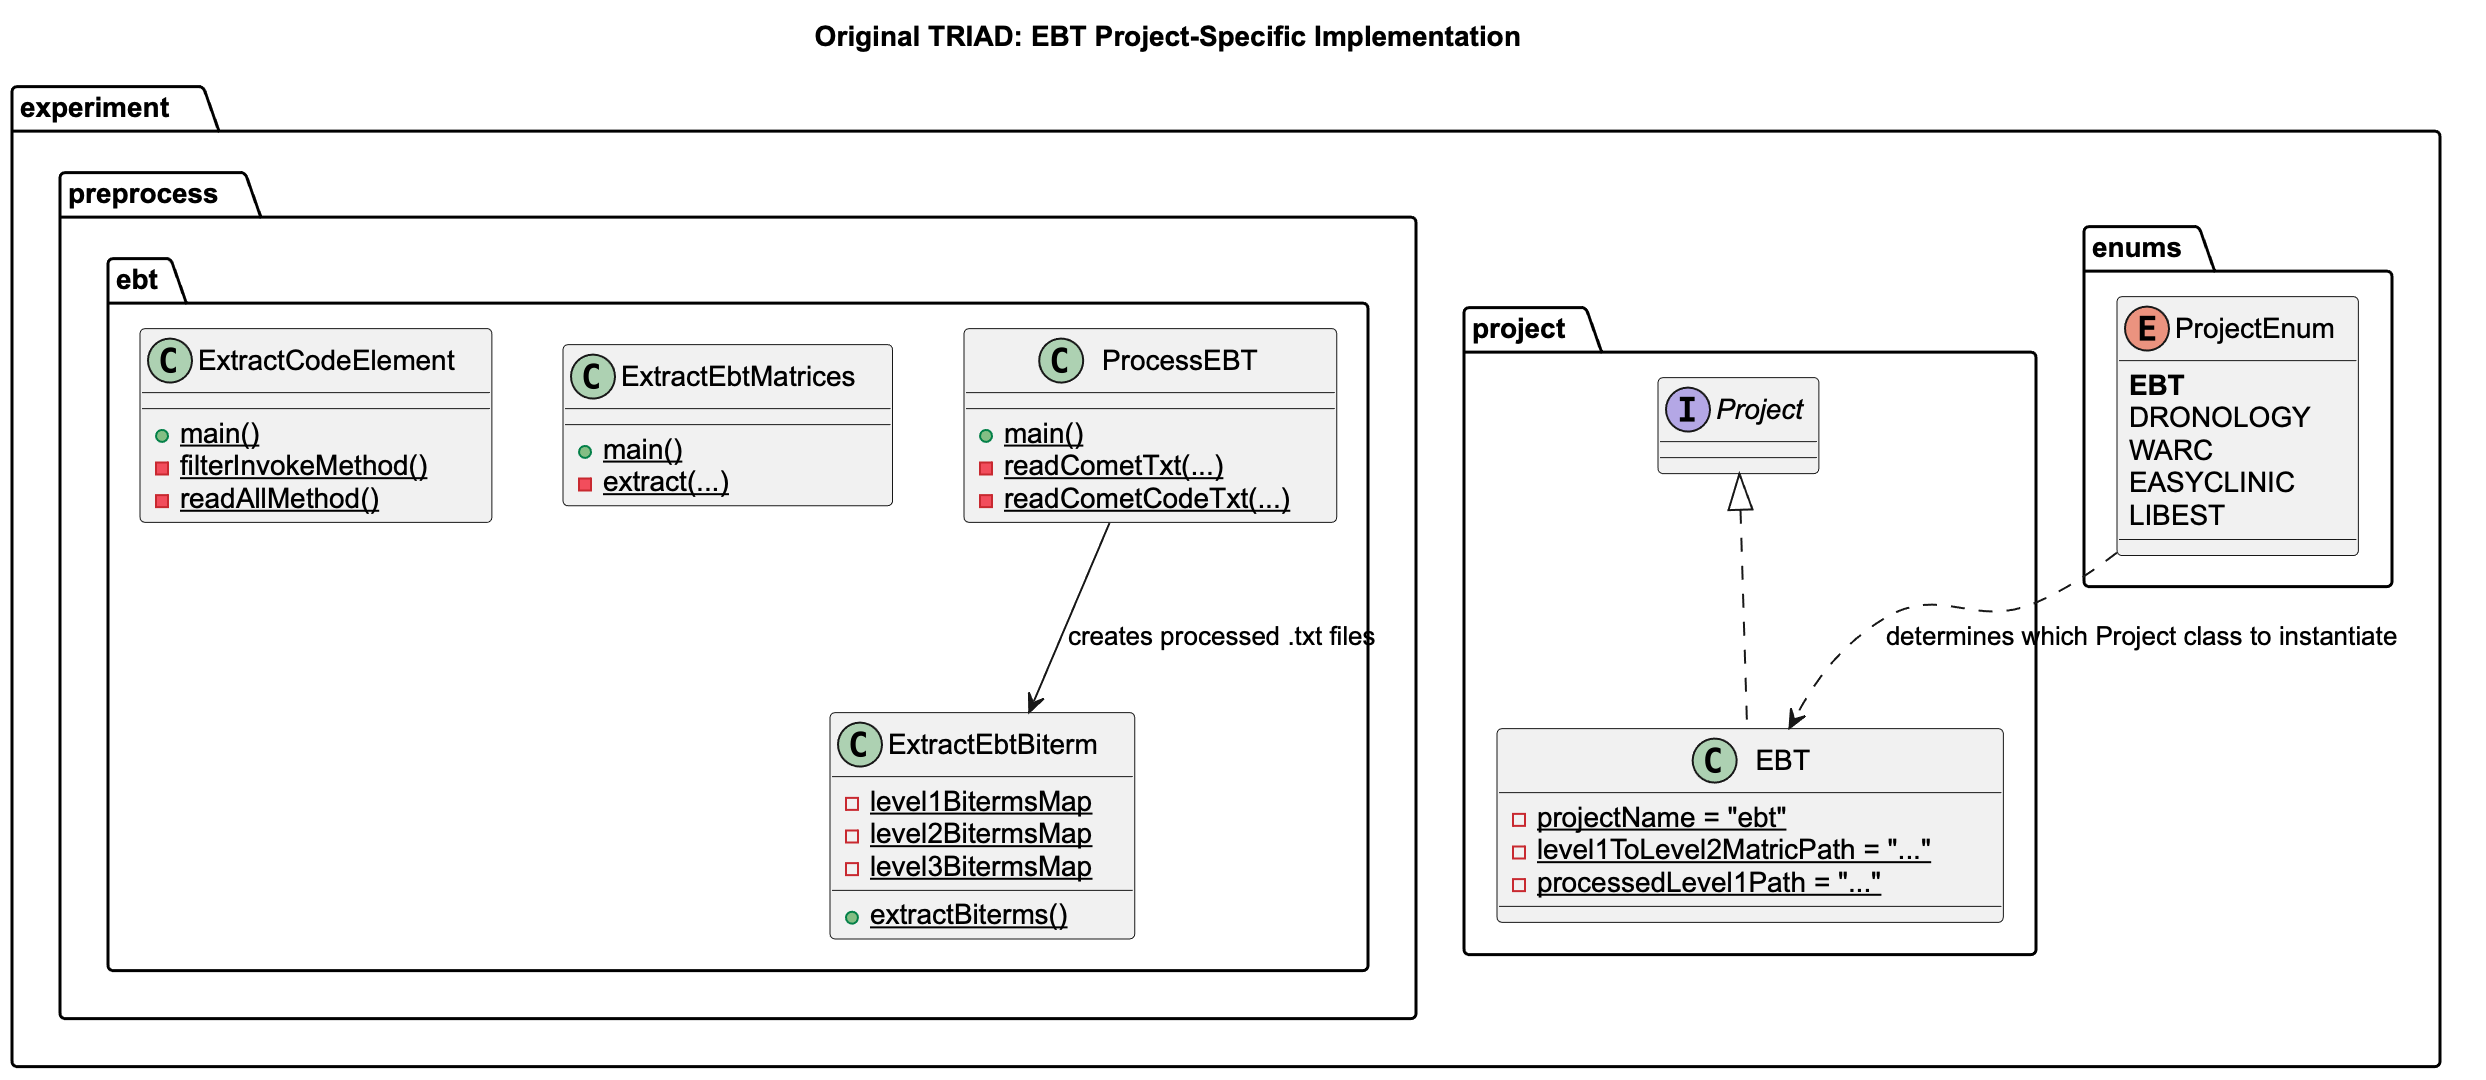 Original TRIAD: EBT Project-Specific Implementation
experiment
preprocess
ebt
C ExtractCodeElement
main()
filterInvokeMethod()
readAllMethod()
C ExtractEbtMatrices
main()
extract(...)
C ProcessEBT
main()
readCometTxt(...)
readCometCodeTxt(...)
creates processed .txt files
C ExtractEbtBiterm
level1BitermsMap
level2BitermsMap
level3BitermsMap
extractBiterms()
project
I Project
enums
E ProjectEnum
EBT
DRONOLOGY
WARC
EASYCLINIC
LIBEST
determines which Project class to instantiate
C EBT
projectName = "ebt"
level1ToLevel2MatricPath = "..."
processedLevel1Path = "..."